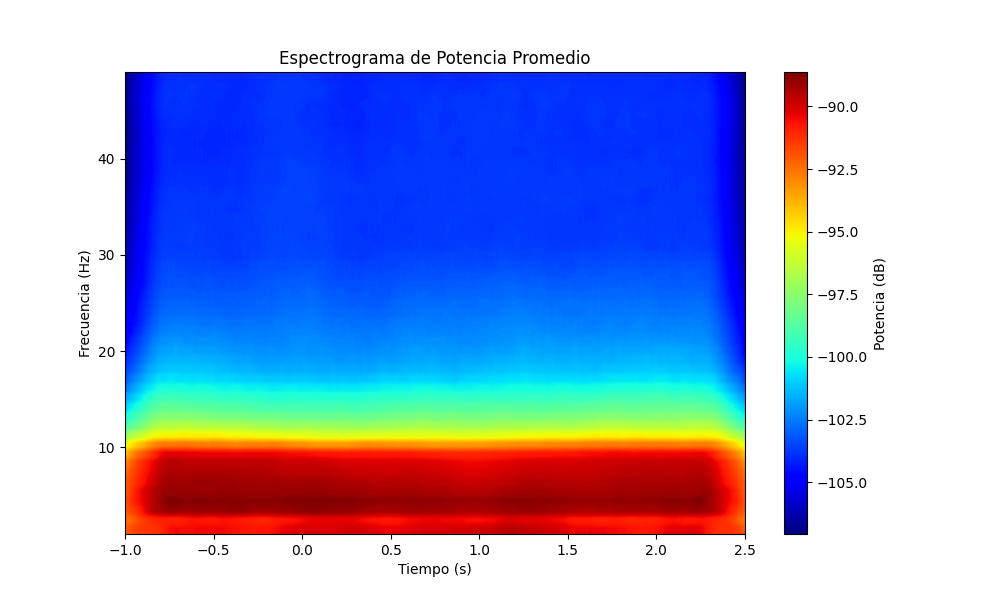 Espectrograma de Potencia Promedio
40
30
20
10
Frecuencia (Hz)
−1.0 −0.5 0.0 0.5 1.0 1.5 2.0 2.5
Tiempo (s)
−90.0
−92.5
−95.0
−97.5
−100.0
−102.5
−105.0
Potencia (dB)